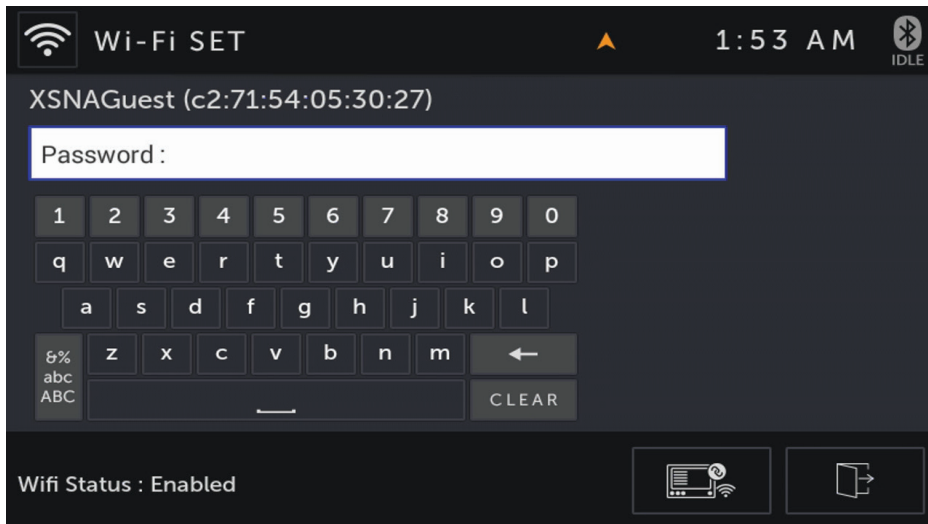 Wi-Fi SET 1:53 AM
IDLE
XSNAGuest (c2:71:54:05:30:27)
Password :
1 2 3 4 5 6 7 8 9 0
q w e r t y u i o p
a s d f g h j k l
&% z x c v b n m ←
abc
ABC CLEAR
Wifi Status : Enabled